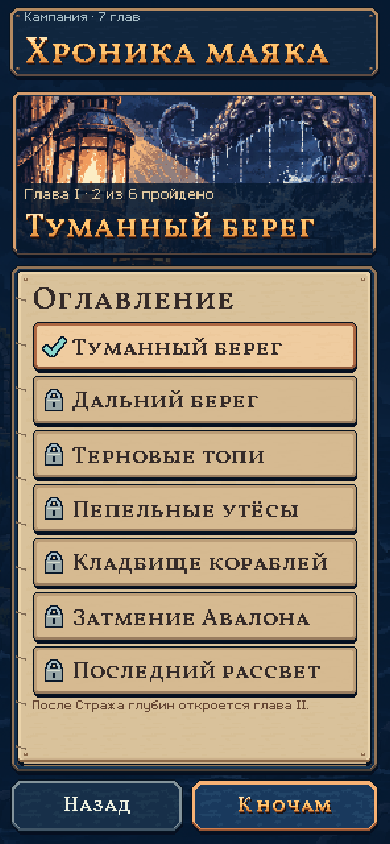 Кампания · 7 глав
Хроника маяка
Глава I · 2 из 6 пройдено
Туманный берег
Оглавление
Туманный берег
Дальний берег
Терновые топи
Пепельные утёсы
Кладбище кораблей
Затмение Авалона
Последний рассвет
После Стража глубин откроется глава II.
Назад
К ночам